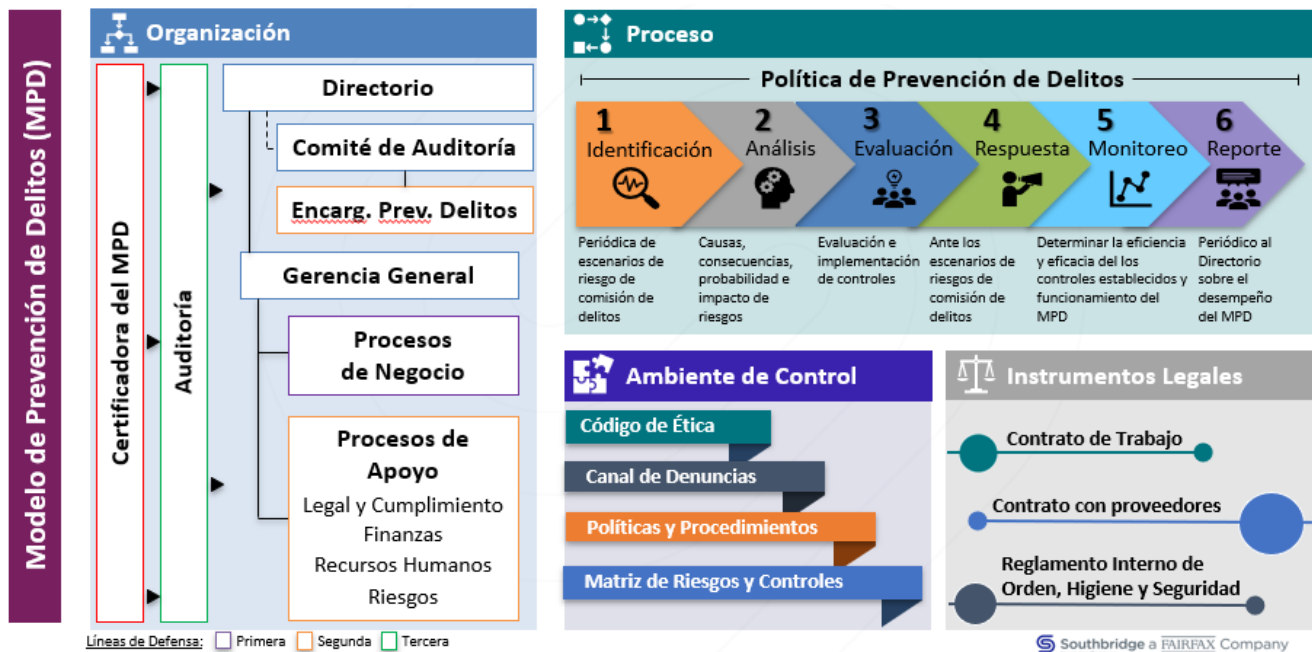 Modelo de Prevención de Delitos (MPD)
Organización
Certificadora del MPD
Auditoría
Directorio
Comité de Auditoría
Encarg. Prev. Delitos
Gerencia General
Procesos
de Negocio
Procesos de
Apoyo
Legal y Cumplimiento
Finanzas
Recursos Humanos
Riesgos
Líneas de Defensa:
Primera
Segunda
Tercera
Proceso
Política de Prevención de Delitos
1
Identificación
2
Análisis
3
Evaluación
4
Respuesta
5
Monitoreo
6
Reporte
Periódica de
escenarios de
riesgo de
comisión de
delitos
Causas,
consecuencias,
probabilidad e
impacto de
riesgos
Evaluación e
implementación
de controles
Ante los
escenarios de
riesgos de
comisión de
delitos
Determinar la eficiencia
y eficacia del los
controles establecidos y
funcionamiento del
MPD
Periódico al
Directorio
sobre el
desempeño
del MPD
Ambiente de Control
Código de Ética
Canal de Denuncias
Políticas y Procedimientos
Matriz de Riesgos y Controles
Instrumentos Legales
Contrato de Trabajo
Contrato con proveedores
Reglamento Interno de
Orden, Higiene y Seguridad
Southbridge a FAIRFAX Company